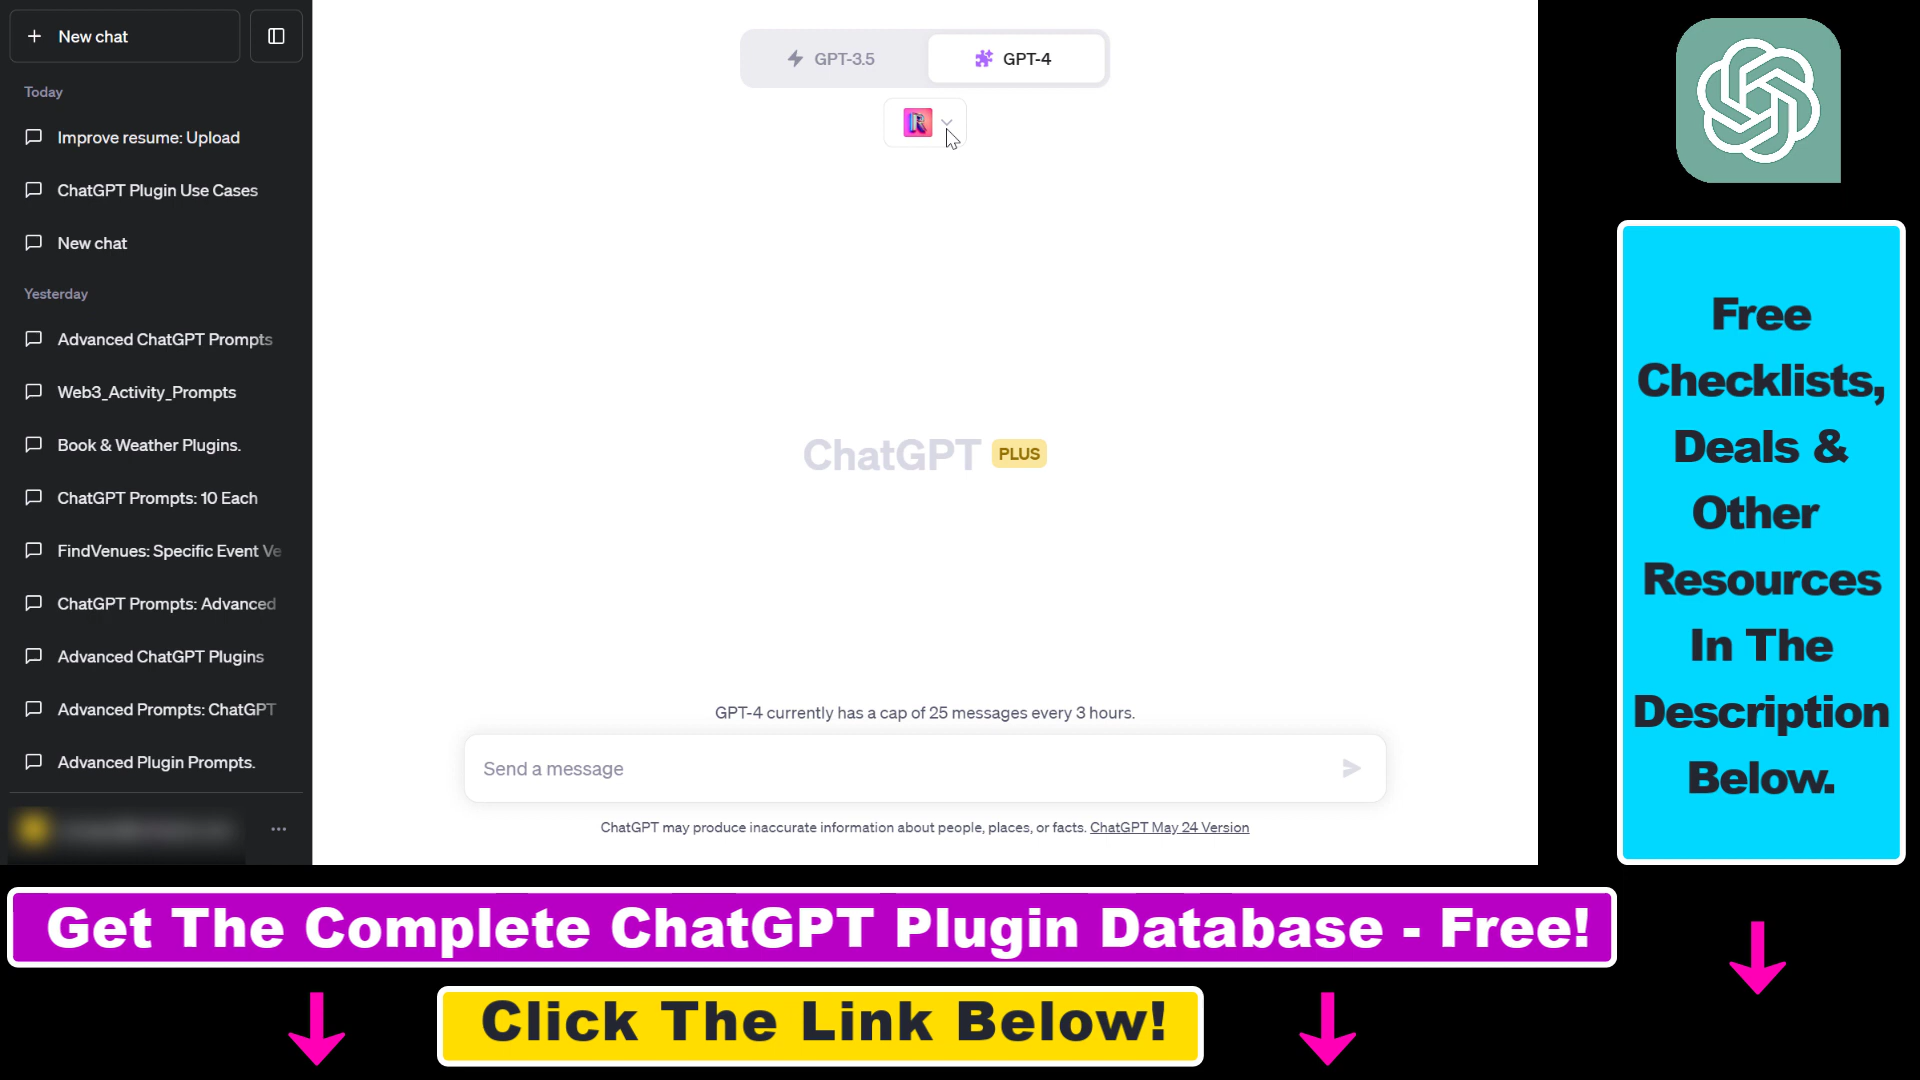 New chat
Today
Improve resume: Upload
ChatGPT Plugin Use Cases
New chat
Yesterday
Advanced ChatGPT Prompts
Web3_Activity_Prompts
Book & Weather Plugins.
ChatGPT Prompts: 10 Each
FindVenues: Specific Event Ve
ChatGPT Prompts: Advanced
Advanced ChatGPT Plugins
Advanced Prompts: ChatGPT
Advanced Plugin Prompts.
GPT-3.5
GPT-4
R
ChatGPT PLUS
GPT-4 currently has a cap of 25 messages every 3 hours.
Send a message
ChatGPT may produce inaccurate information about people, places, or facts. ChatGPT May 24 Version
Free
Checklists,
Deals &
Other
Resources
In The
Description
Below.
Get The Complete ChatGPT Plugin Database - Free!
Click The Link Below!